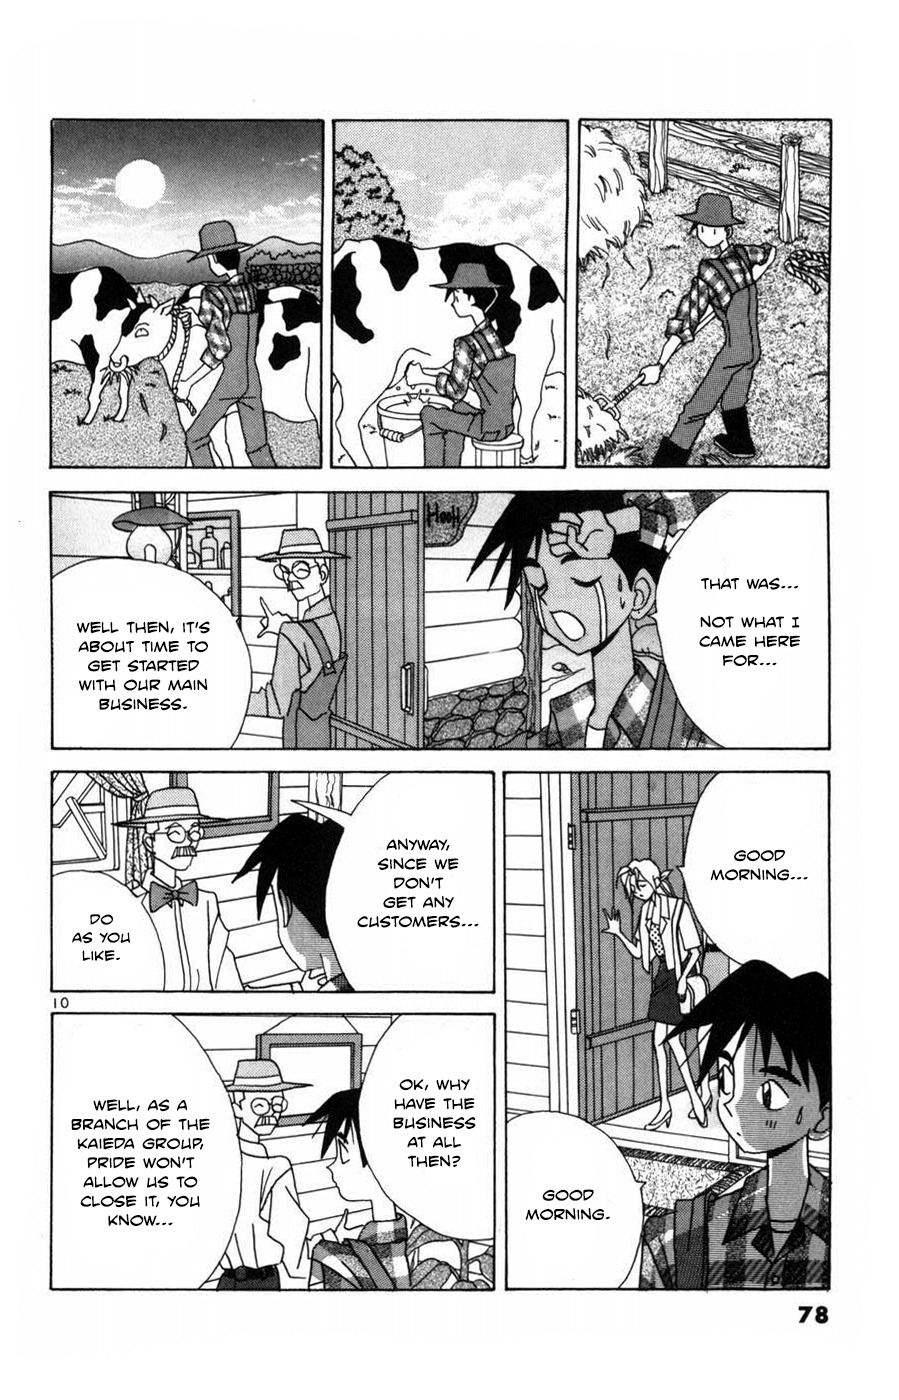 THAT WAS...
NOT WHAT I
CAME HERE
FOR...
HooH
WELL THEN, IT'S
ABOUT TIME TO
GET STARTED
WITH OUR MAIN
BUSINESS.
GOOD
MORNING...
GOOD
MORNING.
ANYWAY,
SINCE WE
DON'T
GET ANY
CUSTOMERS...
DO
AS YOU
LIKE.
10
OK, WHY
HAVE THE
BUSINESS
AT ALL
THEN?
WELL, AS A
BRANCH OF THE
KAIEDA GROUP,
PRIDE WON'T
ALLOW US TO
CLOSE IT, YOU
KNOW...
78